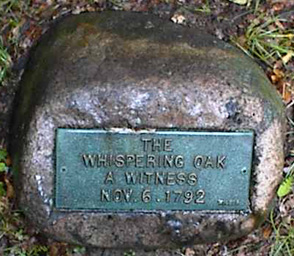 THE
WHISPERING OAK
A WITNESS
NOV. 6. 1792